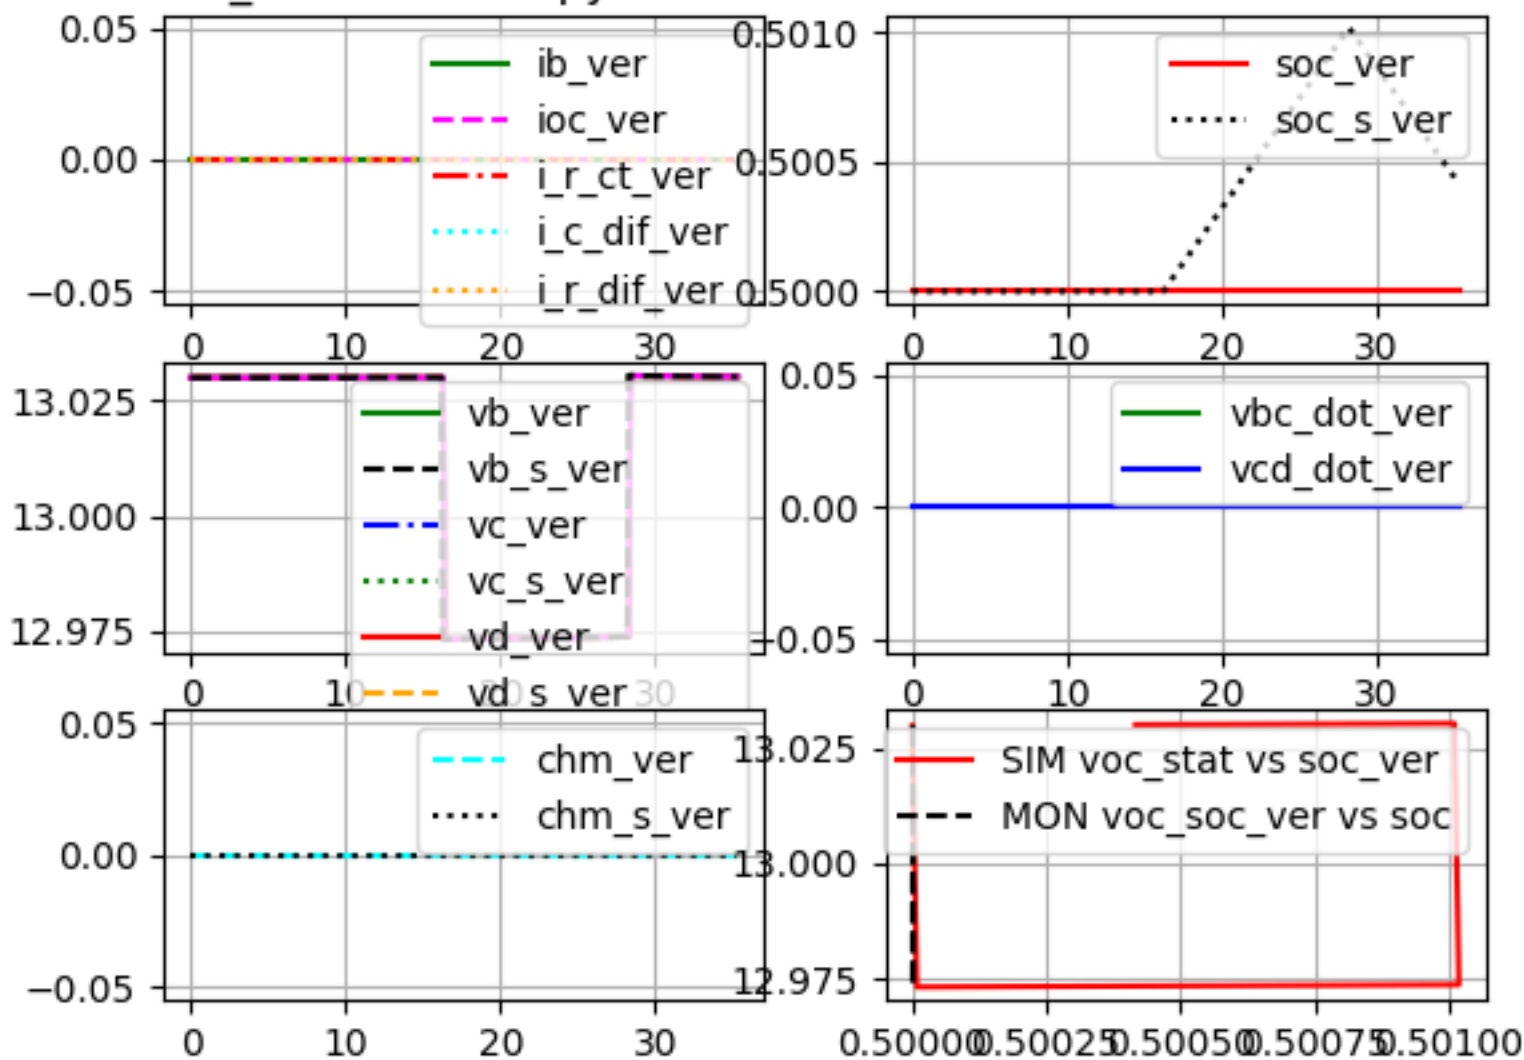 0.05
0.00
−0.05
ib_ver
ioc_ver
i_r_ct_ver
i_c_dif_ver
i_r_dif_ver
0 10 20 30
0.5010
0.5005
0.5000
soc_ver
soc_s_ver
0 10 20 30
13.025
13.000
12.975
vb_ver
vb_s_ver
vc_ver
vc_s_ver
vd_ver
vd_s_ver
0 10 20 30
0.05
0.00
−0.05
vbc_dot_ver
vcd_dot_ver
0 10 20 30
0.05
0.00
−0.05
chm_ver
chm_s_ver
0 10 20 30
13.025
13.000
12.975
SIM voc_stat vs soc_ver
MON voc_soc_ver vs soc
0.50000 0.50025 0.50050 0.50075 0.50100